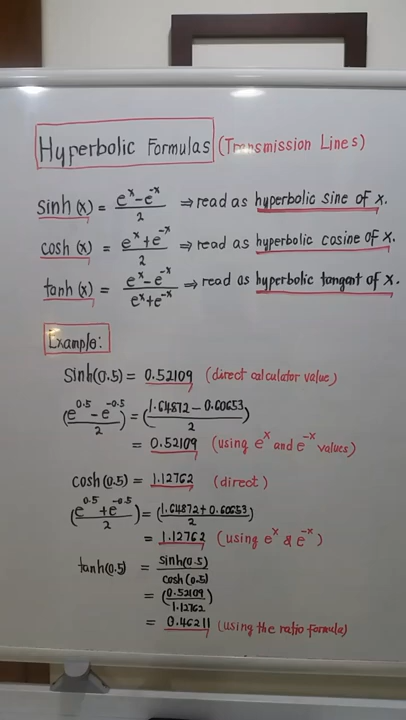 Hyperbolic Formulas (Transmission Lines)
sinh (x) = (e^x - e^-x)/2 ⇒ read as hyperbolic sine of x.
cosh (x) = (e^x + e^-x)/2 ⇒ read as hyperbolic cosine of x.
tanh (x) = (e^x - e^-x)/(e^x + e^-x) ⇒ read as hyperbolic tangent of x.
Example:
Sinh(0.5) = 0.52109 (direct calculator value)
(e^0.5 - e^-0.5)/2 = (1.64872 - 0.60653)/2
= 0.52109 (using e^x and e^-x values)
cosh (0.5) = 1.12762 (direct)
(e^0.5 + e^-0.5)/2 = (1.64872 + 0.60653)/2
= 1.12762 (using e^x & e^-x)
tanh(0.5) = sinh(0.5)/cosh(0.5)
= (0.52109/1.12762)
= 0.46211 (using the ratio formula)